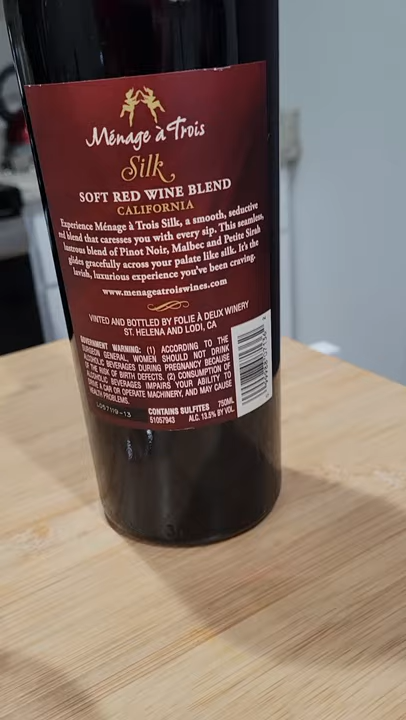 Ménage à Trois
Silk
SOFT RED WINE BLEND
CALIFORNIA
Experience Ménage à Trois Silk, a smooth, seductive
red blend that caresses you with every sip. This seamless,
lustrous blend of Pinot Noir, Malbec and Petite Sirah
glides gracefully across your palate like silk. It's the
lavish, luxurious experience you've been craving.
www.menageatroiswines.com
VINTED AND BOTTLED BY FOLIE À DEUX WINERY
ST. HELENA AND LODI, CA
GOVERNMENT WARNING: (1) ACCORDING TO THE
SURGEON GENERAL, WOMEN SHOULD NOT DRINK
ALCOHOLIC BEVERAGES DURING PREGNANCY BECAUSE
OF THE RISK OF BIRTH DEFECTS. (2) CONSUMPTION OF
ALCOHOLIC BEVERAGES IMPAIRS YOUR ABILITY TO
DRIVE A CAR OR OPERATE MACHINERY, AND MAY CAUSE
HEALTH PROBLEMS.
CONTAINS SULFITES 750ML
51057943 ALC. 13.5% BY VOL.